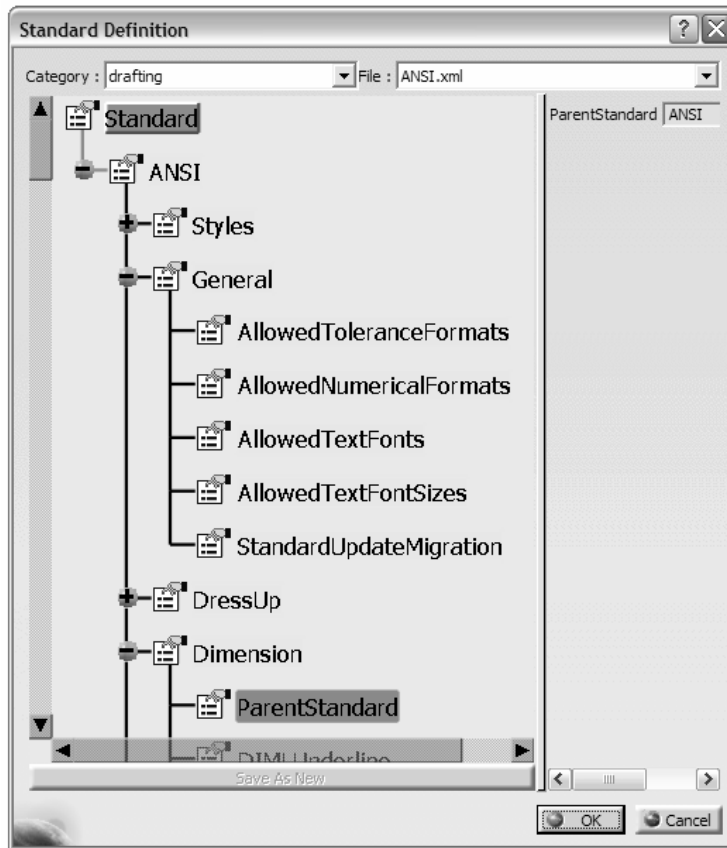 Standard Definition
Category : drafting File : ANSI.xml
Standard
ParentStandard ANSI
ANSI
Styles
General
AllowedToleranceFormats
AllowedNumericalFormats
AllowedTextFonts
AllowedTextFontSizes
StandardUpdateMigration
DressUp
Dimension
ParentStandard
DIMLUnderline
Save As New
OK Cancel